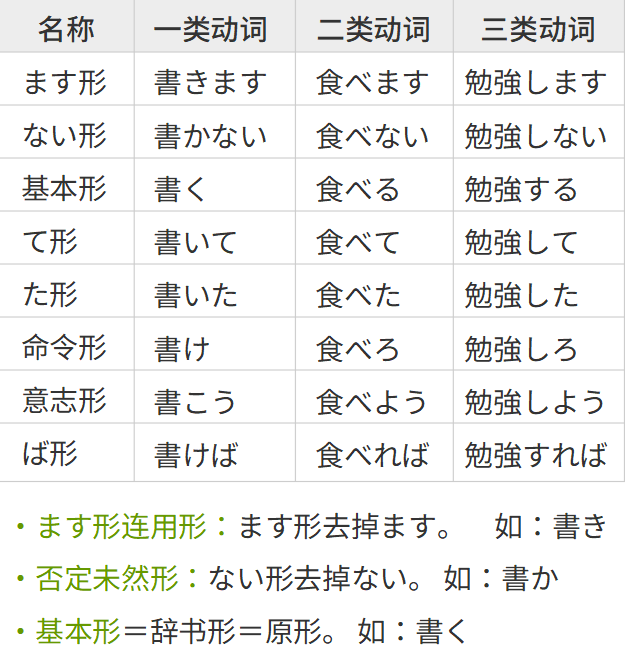 名称 一类动词 二类动词 三类动词
ます形 書きます 食べます 勉強します
ない形 書かない 食べない 勉強しない
基本形 書く 食べる 勉強する
て形 書いて 食べて 勉強して
た形 書いた 食べた 勉強した
命令形 書け 食べろ 勉強しろ
意志形 書こう 食べよう 勉強しよう
ば形 書けば 食べれば 勉強すれば
・ます形连用形：ます形去掉ます。 如：書き
・否定未然形：ない形去掉ない。 如：書か
・基本形＝辞书形＝原形。 如：書く